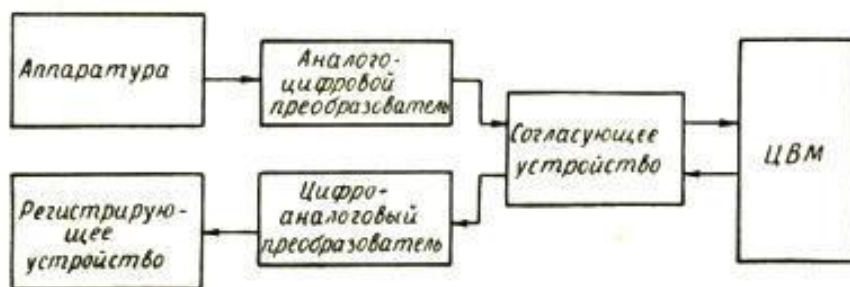 Аппаратура
Аналого-
цифровой
преобразователь
Согласующее
устройство
ЦВМ
Регистрирую-
щее
устройство
Цифро-
аналоговый
преобразователь